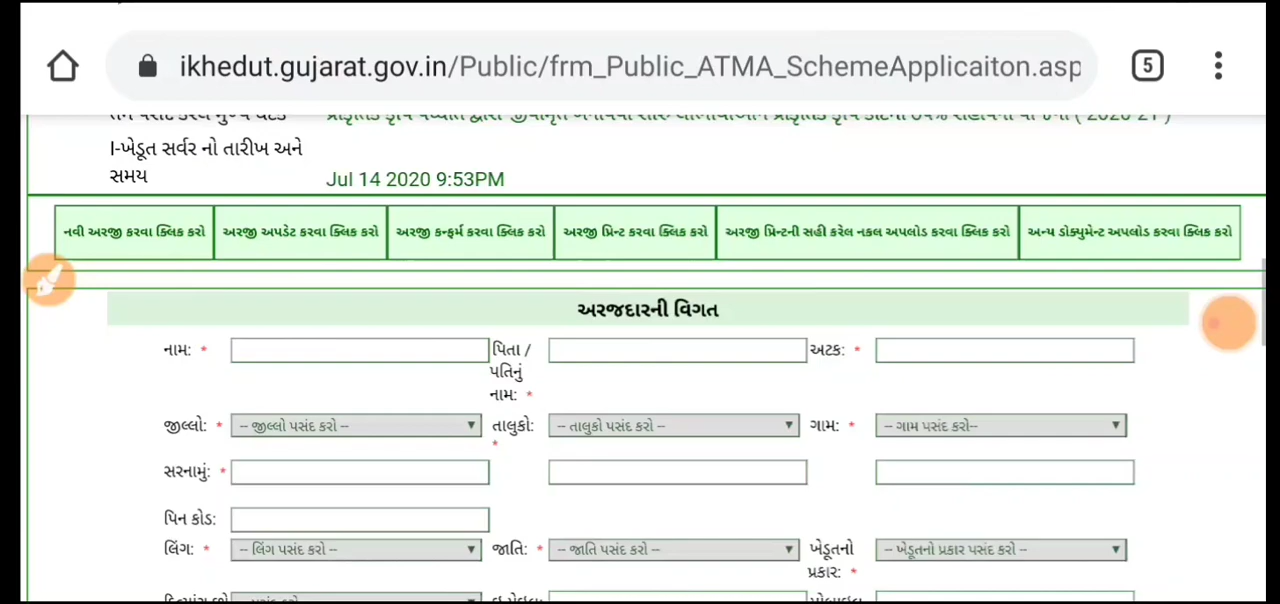 ikhedut.gujarat.gov.in/Public/frm_Public_ATMA_SchemeApplicaiton.asp
5
I-ખેડૂત સર્વર નો તારીખ અને
સમય
Jul 14 2020 9:53PM
નવી અરજી કરવા ક્લિક કરો અરજી અપડેટ કરવા ક્લિક કરો અરજી કન્ફર્મ કરવા ક્લિક કરો અરજી પ્રિન્ટ કરવા ક્લિક કરો અરજી પ્રિન્ટની સહી કરેલ નકલ અપલોડ કરવા ક્લિક કરો અન્ય ડોક્યુમેન્ટ અપલોડ કરવા ક્લિક કરો
અરજદારની વિગત
નામ: * પિતા / પતિનું નામ: * અટક: *
જીલ્લો: * -- જીલ્લો પસંદ કરો -- તાલુકો: * -- તાલુકો પસંદ કરો -- ગામ: * -- ગામ પસંદ કરો--
સરનામું: *
પિન કોડ:
લિંગ: * -- લિંગ પસંદ કરો -- જાતિ: * -- જાતિ પસંદ કરો -- ખેડૂતનો પ્રકાર: * -- ખેડૂતનો પ્રકાર પસંદ કરો --